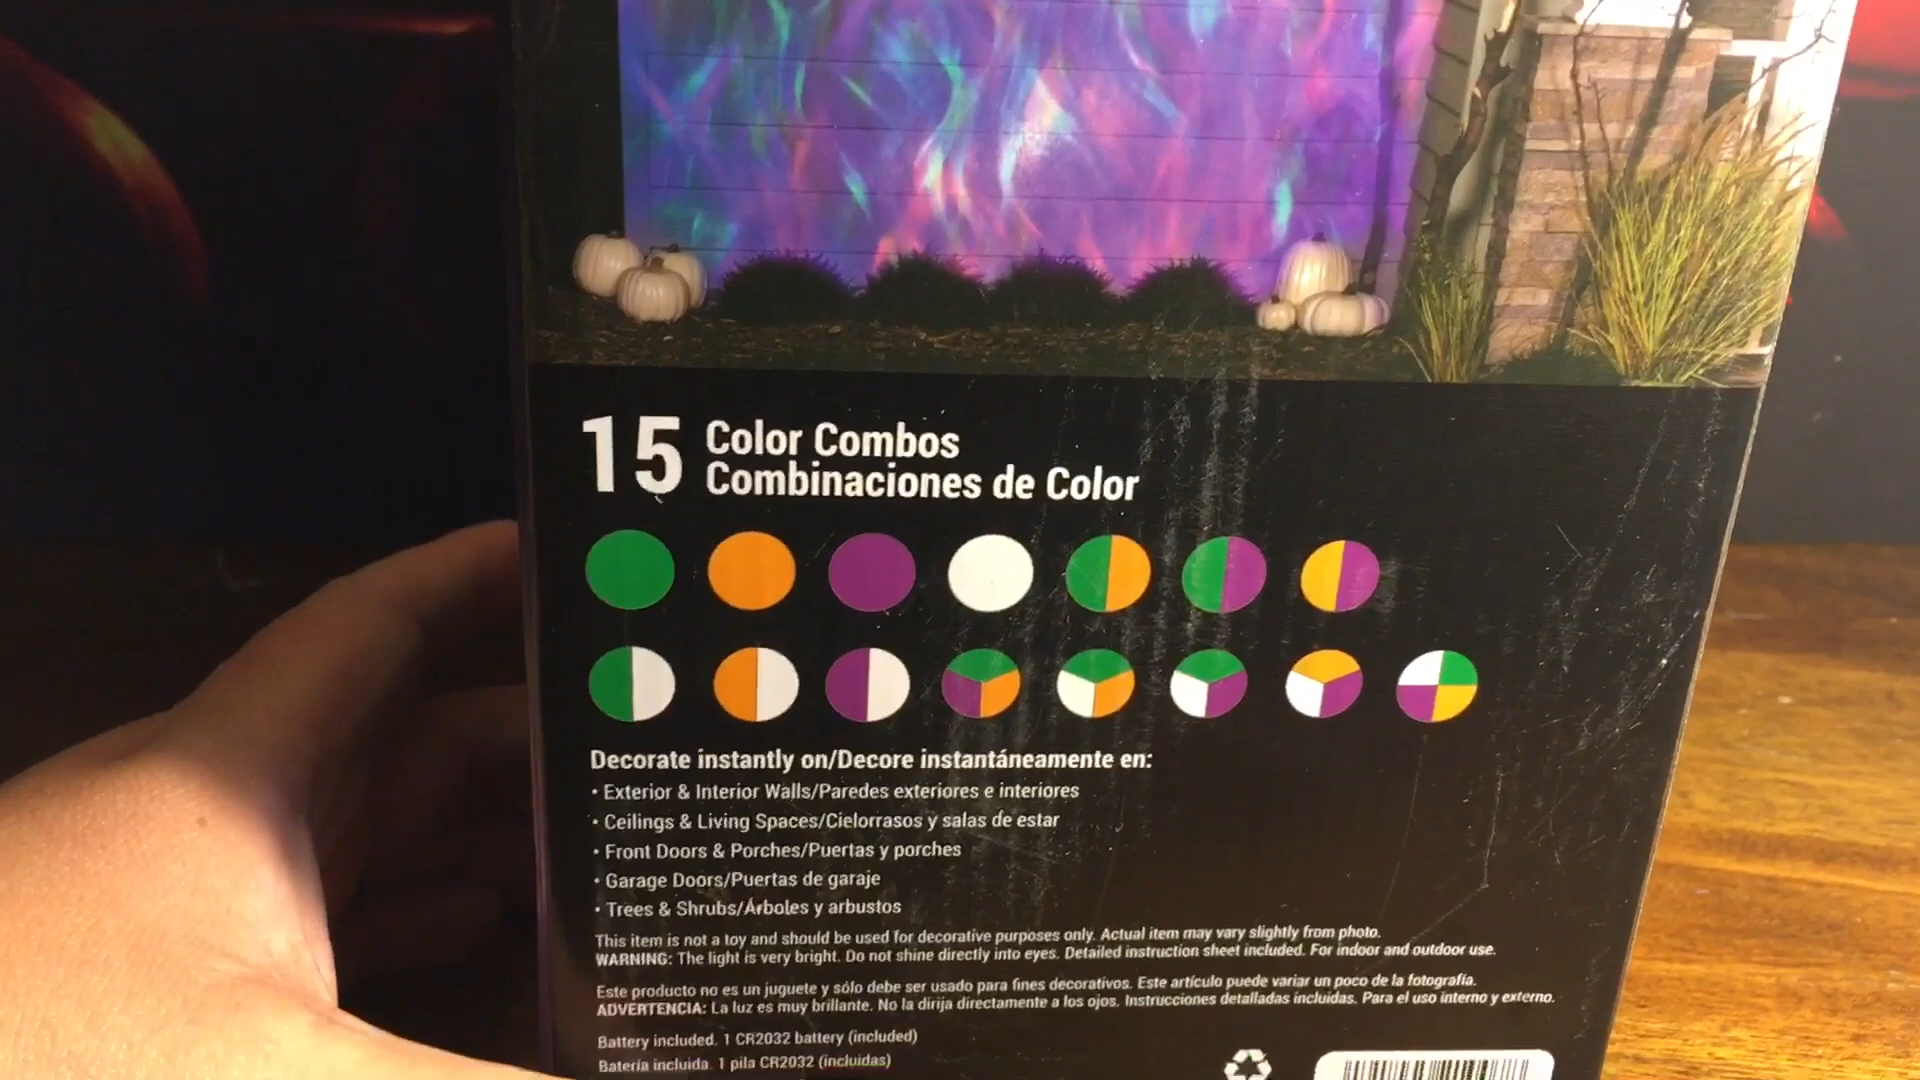 15 Color Combos
Combinaciones de Color
Decorate instantly on/Decore instantáneamente en:
• Exterior & Interior Walls/Paredes exteriores e interiores
• Ceilings & Living Spaces/Cielorrasos y salas de estar
• Front Doors & Porches/Puertas y porches
• Garage Doors/Puertas de garaje
• Trees & Shrubs/Árboles y arbustos
This item is not a toy and should be used for decorative purposes only. Actual item may vary slightly from photo.
WARNING: The light is very bright. Do not shine directly into eyes. Detailed instruction sheet included. For indoor and outdoor use.
Este producto no es un juguete y sólo debe ser usado para fines decorativos. Este artículo puede variar un poco de la fotografía.
ADVERTENCIA: La luz es muy brillante. No la dirija directamente a los ojos. Instrucciones detalladas incluidas. Para el uso interno y externo.
Battery included. 1 CR2032 battery (included)
Batería incluida. 1 pila CR2032 (incluidas)